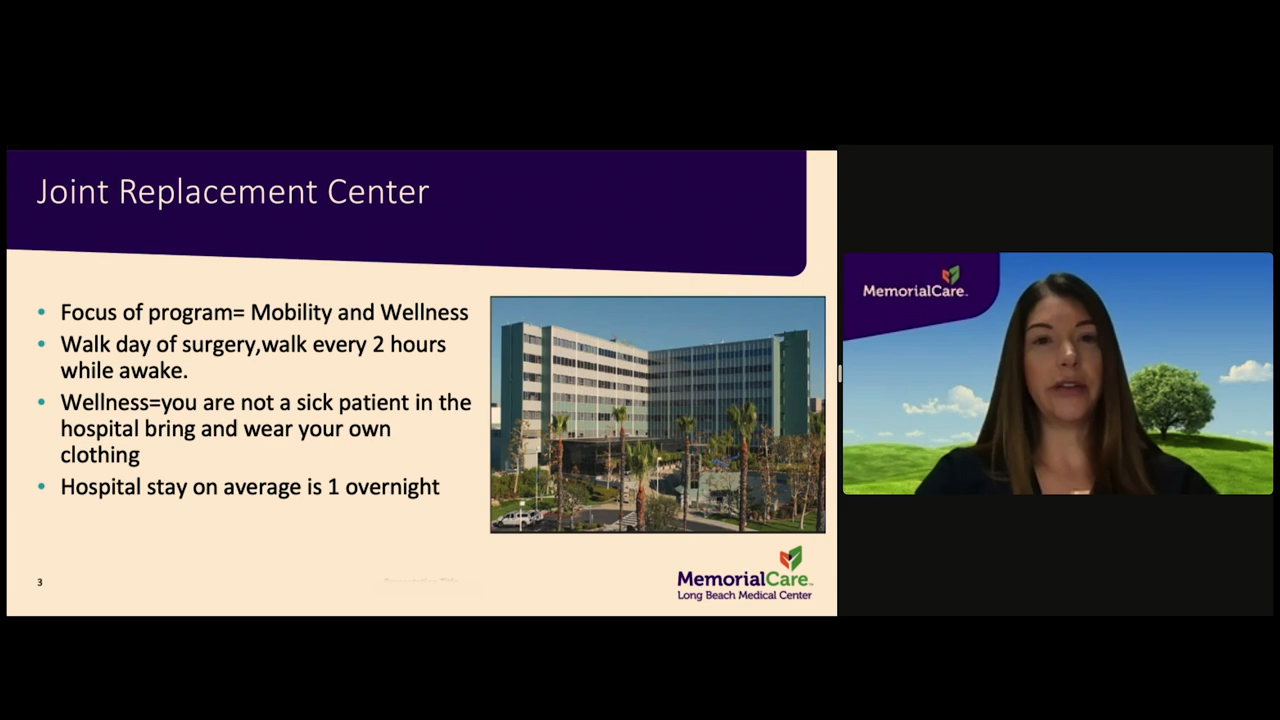 Joint Replacement Center
• Focus of program= Mobility and Wellness
• Walk day of surgery,walk every 2 hours
while awake.
• Wellness=you are not a sick patient in the
hospital bring and wear your own
clothing
• Hospital stay on average is 1 overnight
3
MemorialCare™
Long Beach Medical Center
MemorialCare™